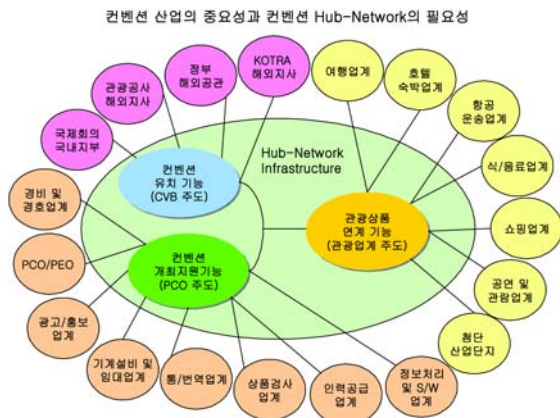 컨벤션 산업의 중요성과 컨벤션 Hub-Network의 필요성
KOTRA
해외지사
정부
해외공관
관광공사
해외지사
국제회의
국내지부
여행업계
호텔
숙박업계
항공
운송업계
식/음료업계
쇼핑업계
공연 및
관람업계
첨단
산업단지
Hub-Network
Infrastructure
컨벤션
유치 기능
(CVB 주도)
관광상품
연계 기능
(관광업계 주도)
컨벤션
개최지원기능
(PCO 주도)
경비 및
경호업계
PCO/PEO
광고/홍보
업계
기계설비 및
임대업계
통/번역업계
상품검사
업계
인력공급
업계
정보처리
및 S/W
업계